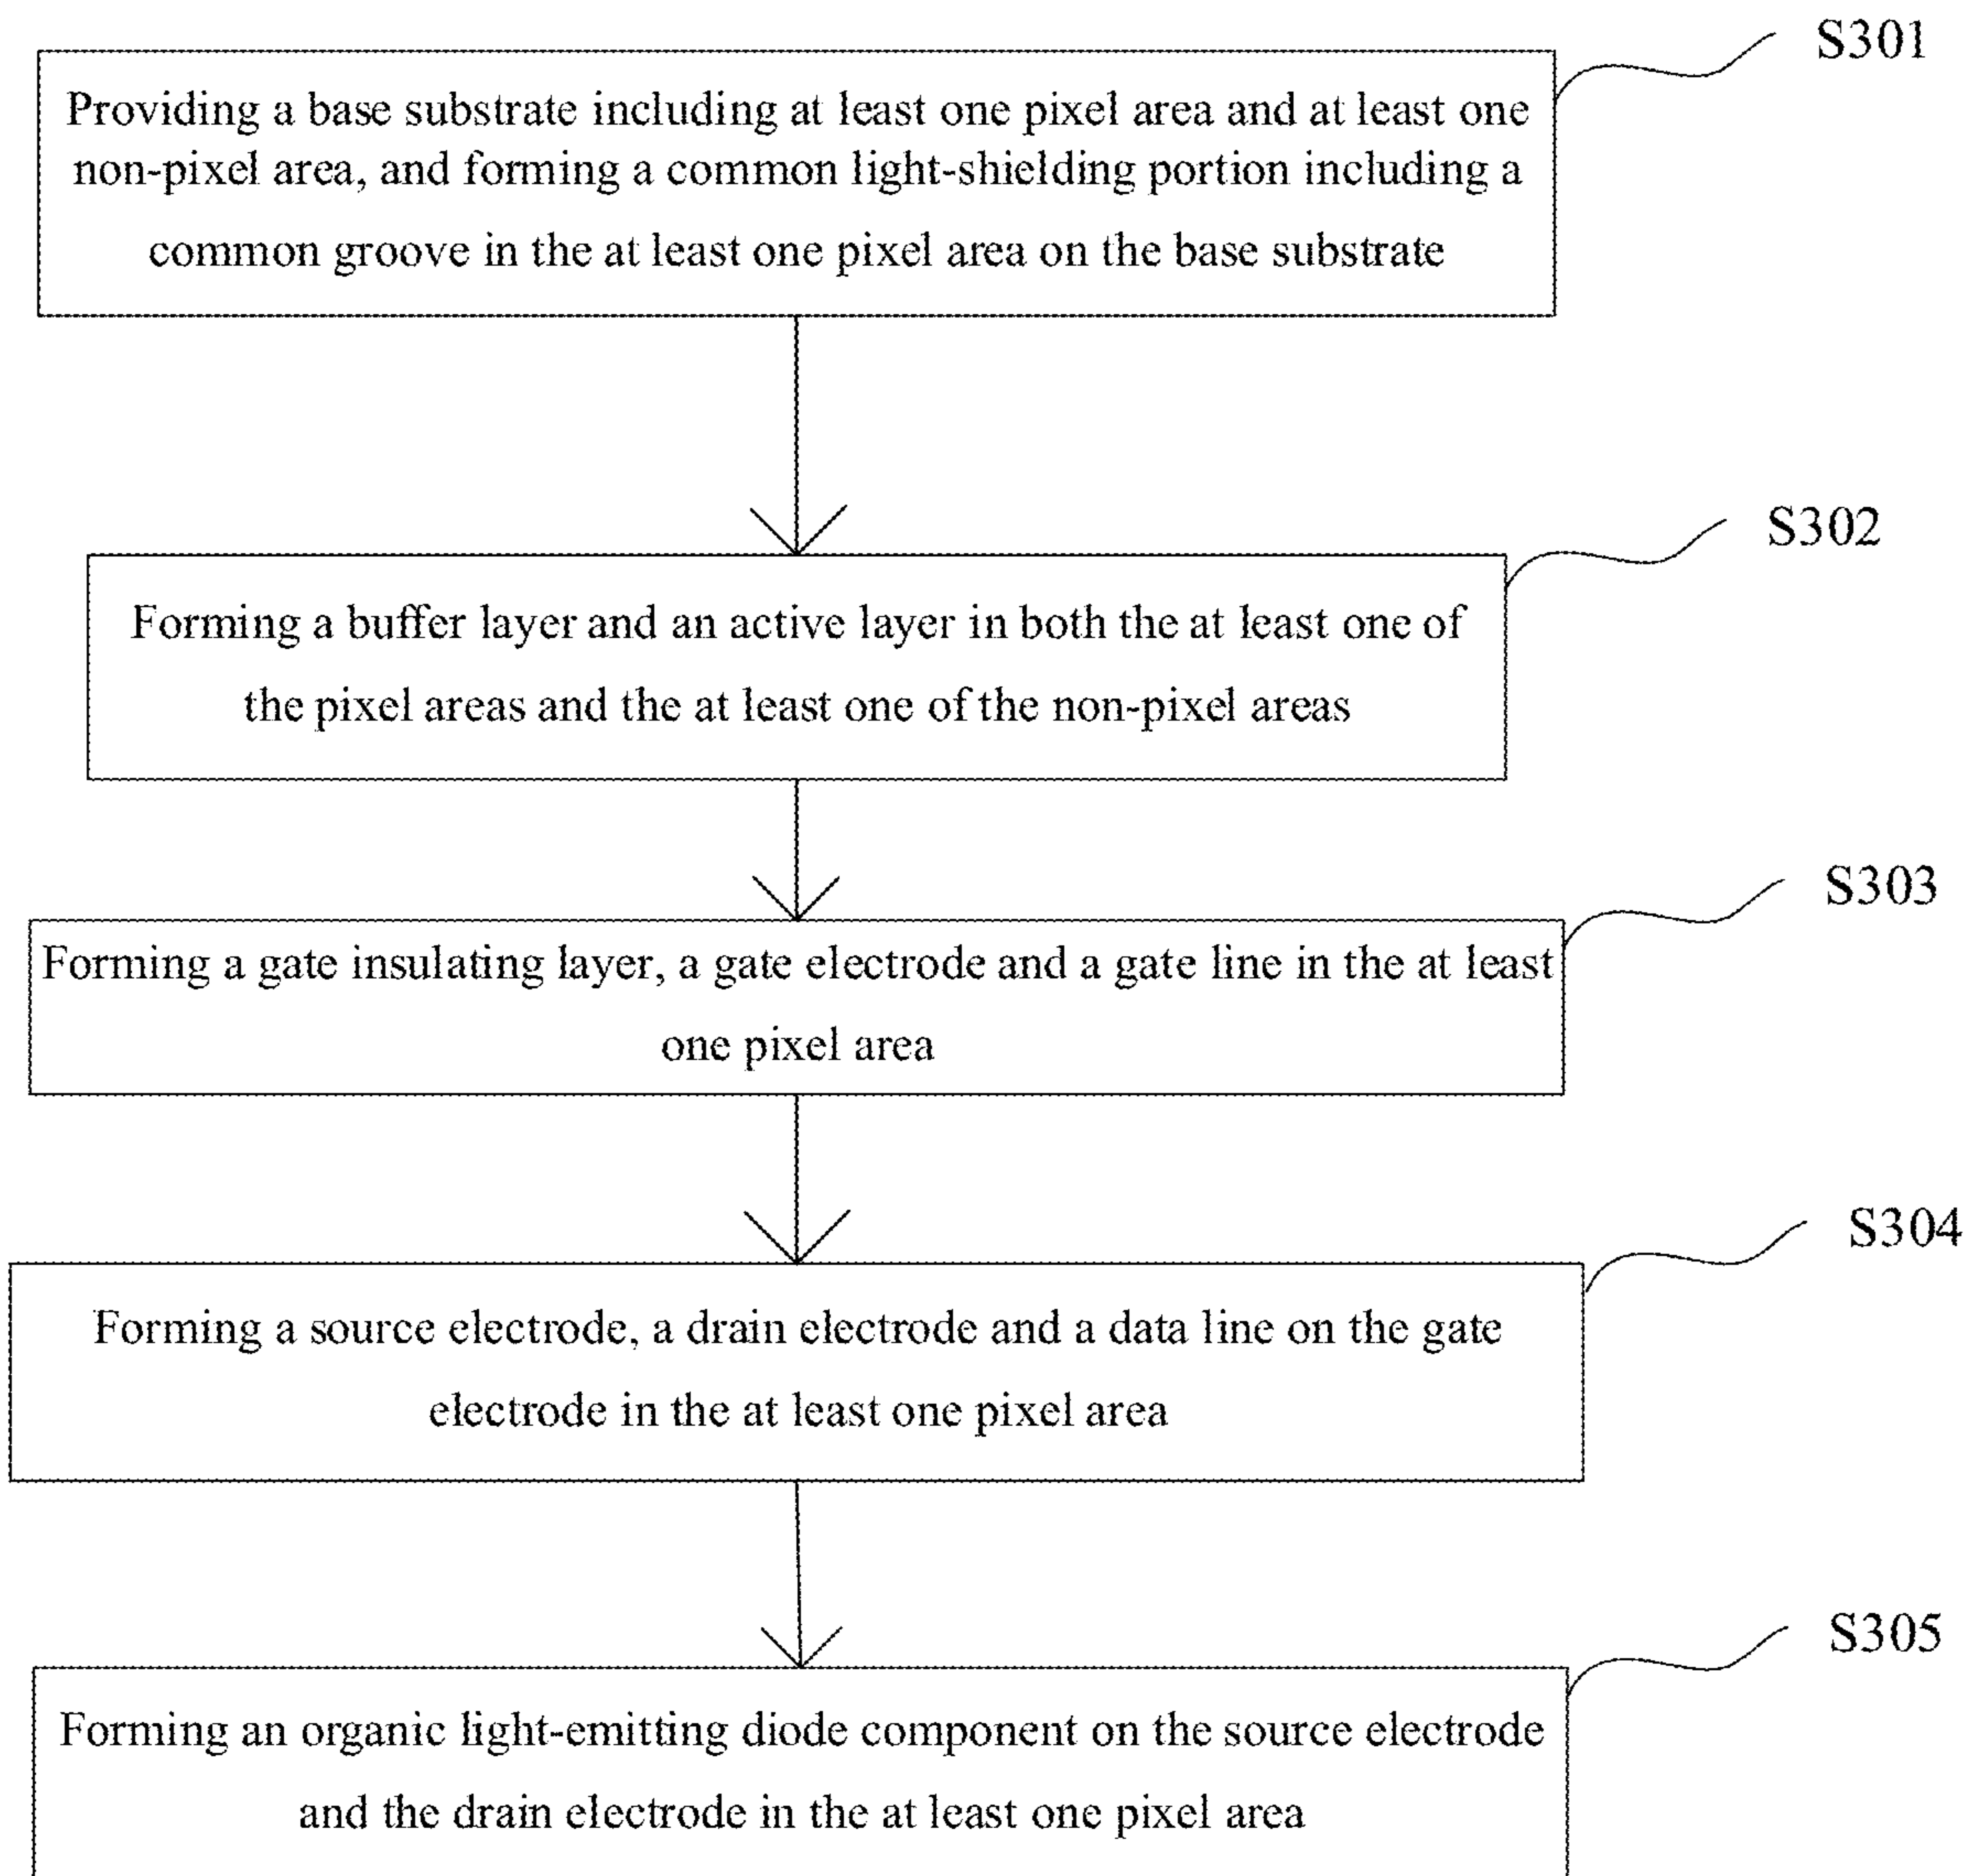 S301
Providing a base substrate including at least one pixel area and at least one
non-pixel area, and forming a common light-shielding portion including a
common groove in the at least one pixel area on the base substrate
S302
Forming a buffer layer and an active layer in both the at least one of
the pixel areas and the at least one of the non-pixel areas
S303
Forming a gate insulating layer, a gate electrode and a gate line in the at least
one pixel area
S304
Forming a source electrode, a drain electrode and a data line on the gate
electrode in the at least one pixel area
S305
Forming an organic light-emitting diode component on the source electrode
and the drain electrode in the at least one pixel area